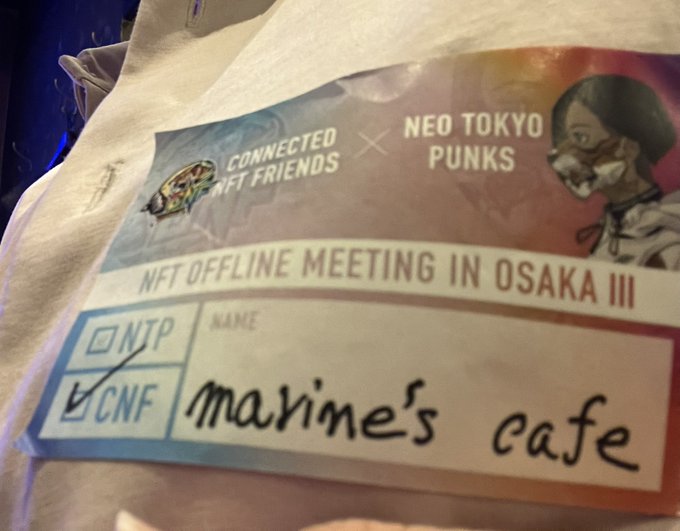 CONNECTED
NFT FRIENDS
×
NEO TOKYO
PUNKS
NFT OFFLINE MEETING IN OSAKA III
NTP
NAME
CNF
marine's cafe